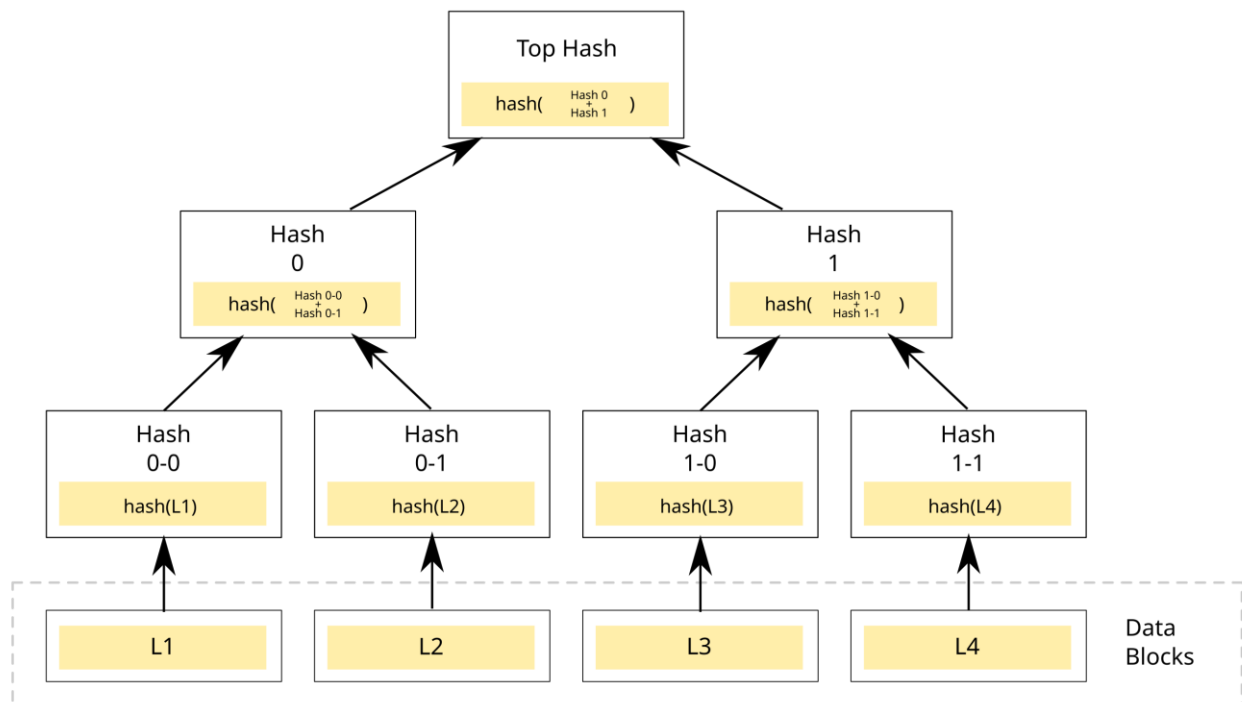 Top Hash
hash( Hash 0 + Hash 1 )
Hash
0
hash( Hash 0-0 + Hash 0-1 )
Hash
1
hash( Hash 1-0 + Hash 1-1 )
Hash
0-0
hash(L1)
Hash
0-1
hash(L2)
Hash
1-0
hash(L3)
Hash
1-1
hash(L4)
L1
L2
L3
L4
Data
Blocks